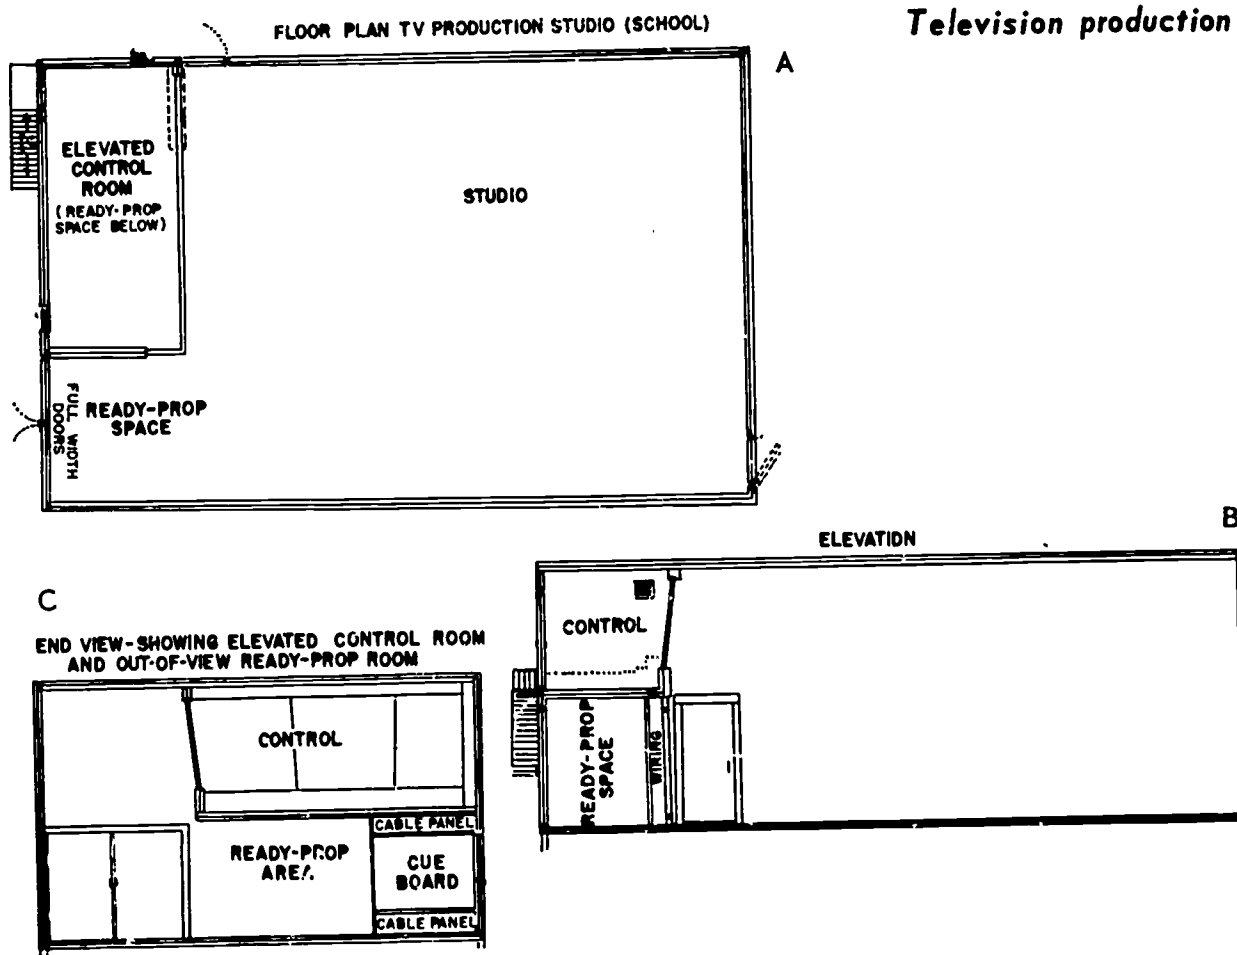 Television production
FLOOR PLAN TV PRODUCTION STUDIO (SCHOOL)
A
ELEVATED
CONTROL
ROOM
(READY-PROP
SPACE BELOW)
STUDIO
FULL WIDTH
DOORS
READY-PROP
SPACE
B
ELEVATION
CONTROL
READY-PROP
SPACE
WIRING
C
END VIEW-SHOWING ELEVATED CONTROL ROOM
AND OUT-OF-VIEW READY-PROP ROOM
CONTROL
CABLE PANEL
READY-PROP
AREA
CUE
BOARD
CABLE PANEL